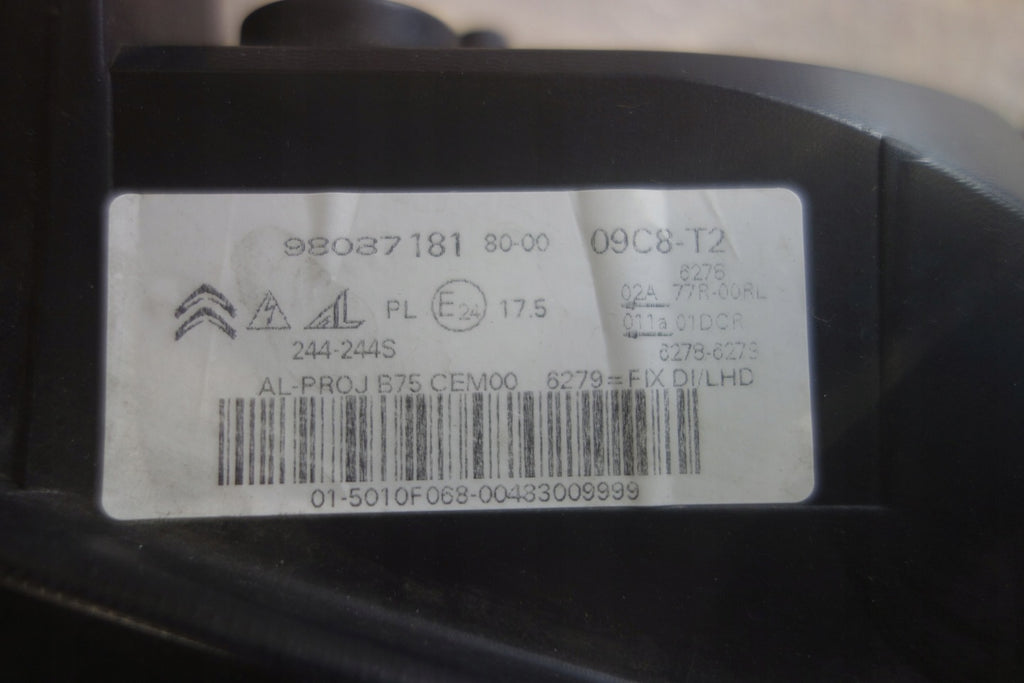 98037181 80-00 09C8-T2
6276
02A 77R-00RL
PL E24 17.5
011a 01DCR
244-244S
6278-6279
AL-PROJ B75 CEM00 6279=FIX DI/LHD
01-5010F068-00483009999